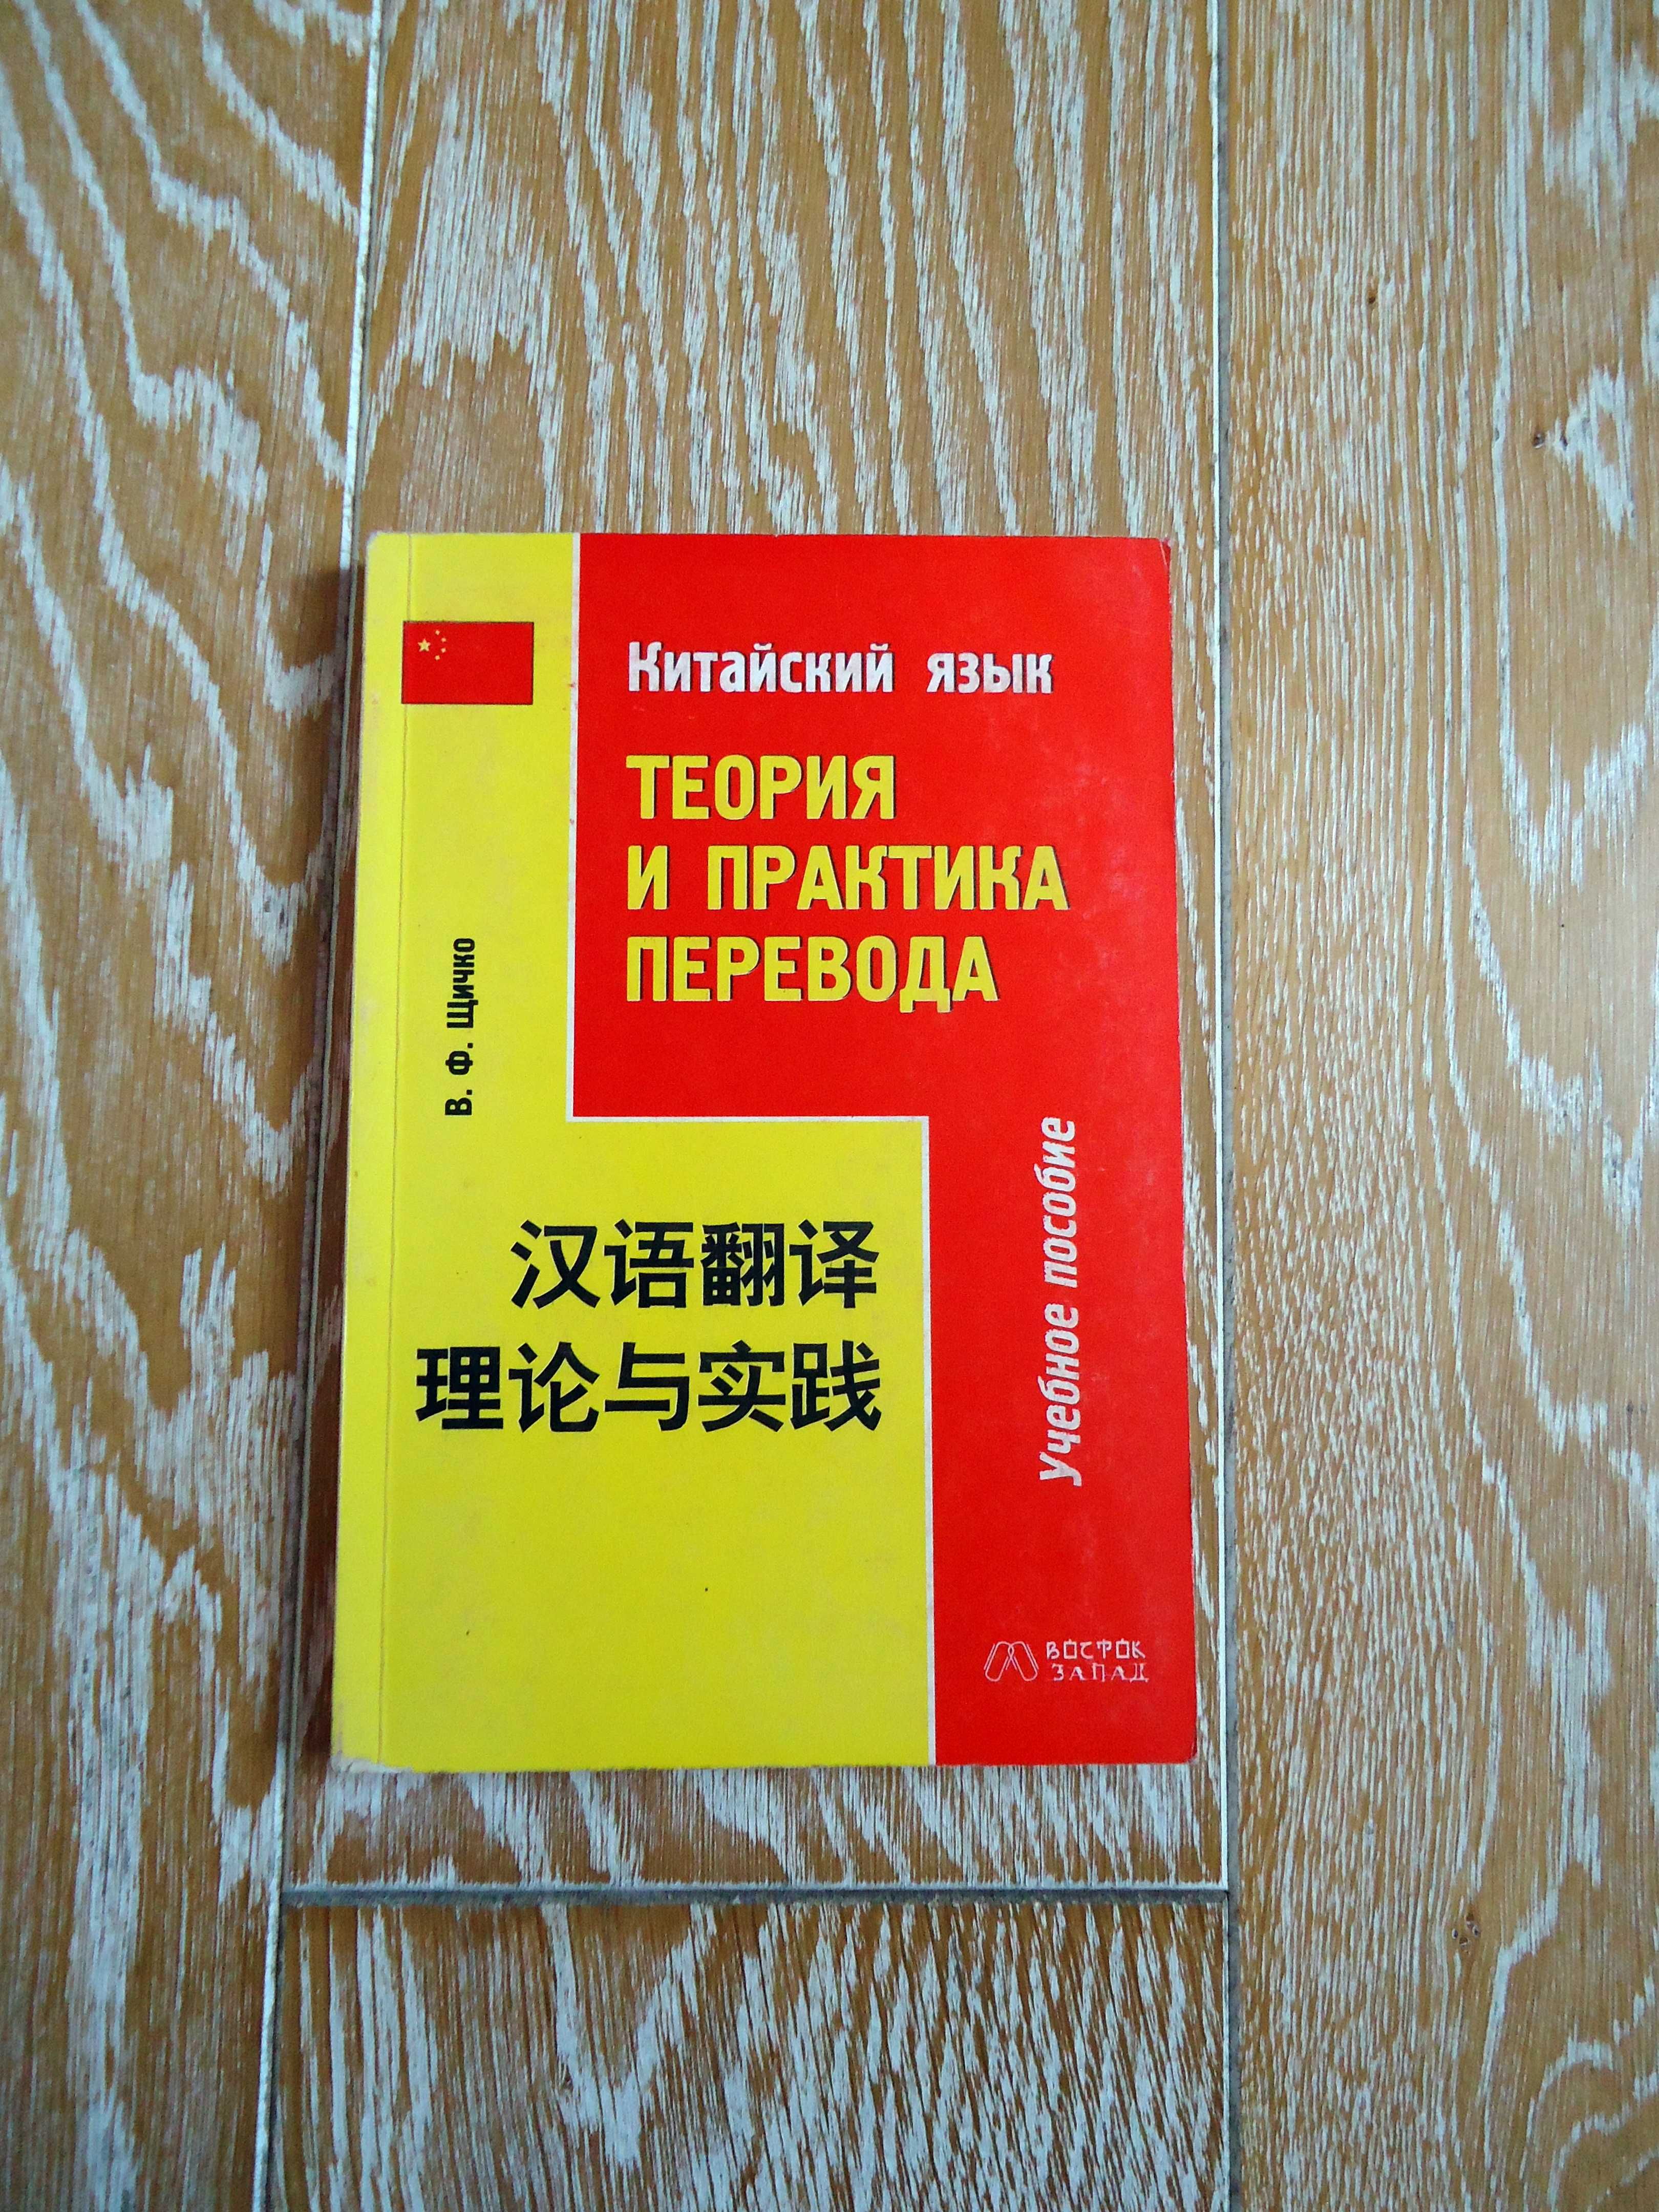 Китайский язык
ТЕОРИЯ
И ПРАКТИКА
ПЕРЕВОДА
В. Ф. Щичко
汉语翻译
理论与实践
Учебное пособие
ВОСТОК
ЗАПАД